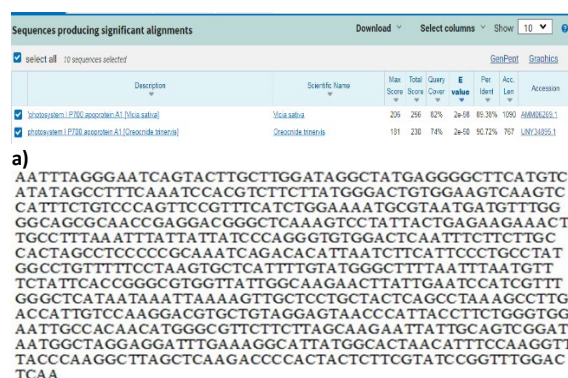 Sequences producing significant alignments Download Select columns Show 10
select all 10 sequences selected GenPept Graphics
Description Scientific Name Max Score Total Score Query Cover E value Per. Ident Acc. Len Accession
photosystem I P700 apoprotein A1 [Vicia sativa] Vicia sativa 206 256 82% 2e-58 89.38% 1090 AMM06269.1
photosystem I P700 apoprotein A1 [Oreocnide trinervis] Oreocnide trinervis 181 230 74% 2e-50 90.72% 767 UNY34895.1
a)
AATTTAGGGAATCAGTACTTGCTTGGATAGGCTATGAGGGGCTTCATGTC
ATATAGCCTTTCAAATCCACGTCTTCTTATGGGACTGTGGAAGTCAAGTC
CATTTCTGTCCCAGTTCCGTTTCATCTGGAAAATGCGTAATGATGTTTGG
GGCAGCGCAACCGAGGACGGGCTCAAAGTCCTATTACTGAGAAGAAACT
TGCCTTTAAATTTATTATTATCCCAGGGTGTGGACTCAATTTCTTCTTGC
CACTAGCCTCCCCCGCAAATCAGACACATTAATCTTCATTCCCTGCCTAT
GGCCTGTTTTTCCTAAGTGCTCATTTTGTATGGGCTTTTAATTTAATGTT
TCTATTCACCGGGCGTGGTTATTGGCAAGAACTTATTGAATCCATCGTTT
GGGCTCATAATAAATTAAAAGTTGCTCCTGCTACTCAGCCTAAAGCCTTG
ACCATTGTCCAAGGACGTGCTGTAGGAGTAACCCATTACCTTCTGGGTGG
AATTGCCACAACATGGGCGTTCTTCTTAGCAAGAATTATTGCAGTCGGAT
AATGGCTAGGAGGATTTGAAAGGCATTATGGCACTAACATTTCCAAGGTT
TACCCAAGGCTTAGCTCAAGACCCCACTACTCTTCGTATCCGGTTTGGAC
TCAA